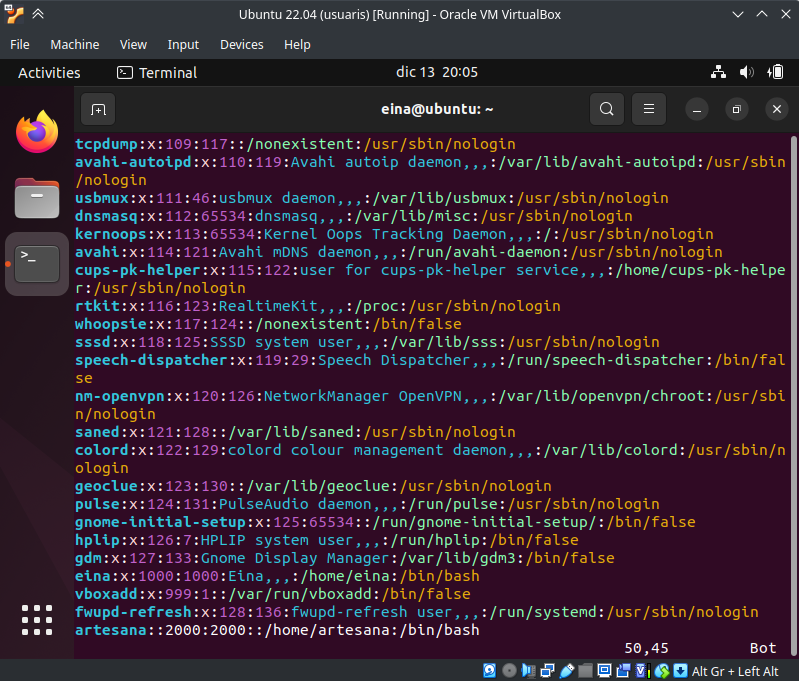 Ubuntu 22.04 (usuaris) [Running] - Oracle VM VirtualBox
File Machine View Input Devices Help
Activities Terminal dic 13 20:05
eina@ubuntu: ~
tcpdump:x:109:117::/nonexistent:/usr/sbin/nologin
avahi-autoipd:x:110:119:Avahi autoip daemon,,,:/var/lib/avahi-autoipd:/usr/sbin
/nologin
usbmux:x:111:46:usbmux daemon,,,:/var/lib/usbmux:/usr/sbin/nologin
dnsmasq:x:112:65534:dnsmasq,,,:/var/lib/misc:/usr/sbin/nologin
kernoops:x:113:65534:Kernel Oops Tracking Daemon,,,:/:/usr/sbin/nologin
avahi:x:114:121:Avahi mDNS daemon,,,:/run/avahi-daemon:/usr/sbin/nologin
cups-pk-helper:x:115:122:user for cups-pk-helper service,,,:/home/cups-pk-helpe
r:/usr/sbin/nologin
rtkit:x:116:123:RealtimeKit,,,:/proc:/usr/sbin/nologin
whoopsie:x:117:124::/nonexistent:/bin/false
sssd:x:118:125:SSSD system user,,,:/var/lib/sss:/usr/sbin/nologin
speech-dispatcher:x:119:29:Speech Dispatcher,,,:/run/speech-dispatcher:/bin/fal
se
nm-openvpn:x:120:126:NetworkManager OpenVPN,,,:/var/lib/openvpn/chroot:/usr/sbi
n/nologin
saned:x:121:128::/var/lib/saned:/usr/sbin/nologin
colord:x:122:129:colord colour management daemon,,,:/var/lib/colord:/usr/sbin/n
ologin
geoclue:x:123:130::/var/lib/geoclue:/usr/sbin/nologin
pulse:x:124:131:PulseAudio daemon,,,:/run/pulse:/usr/sbin/nologin
gnome-initial-setup:x:125:65534::/run/gnome-initial-setup/:/bin/false
hplip:x:126:7:HPLIP system user,,,:/run/hplip:/bin/false
gdm:x:127:133:Gnome Display Manager:/var/lib/gdm3:/bin/false
eina:x:1000:1000:Eina,,,:/home/eina:/bin/bash
vboxadd:x:999:1::/var/run/vboxadd:/bin/false
fwupd-refresh:x:128:136:fwupd-refresh user,,,:/run/systemd:/usr/sbin/nologin
artesana::2000:2000::/home/artesana:/bin/bash
50,45 Bot
Alt Gr + Left Alt